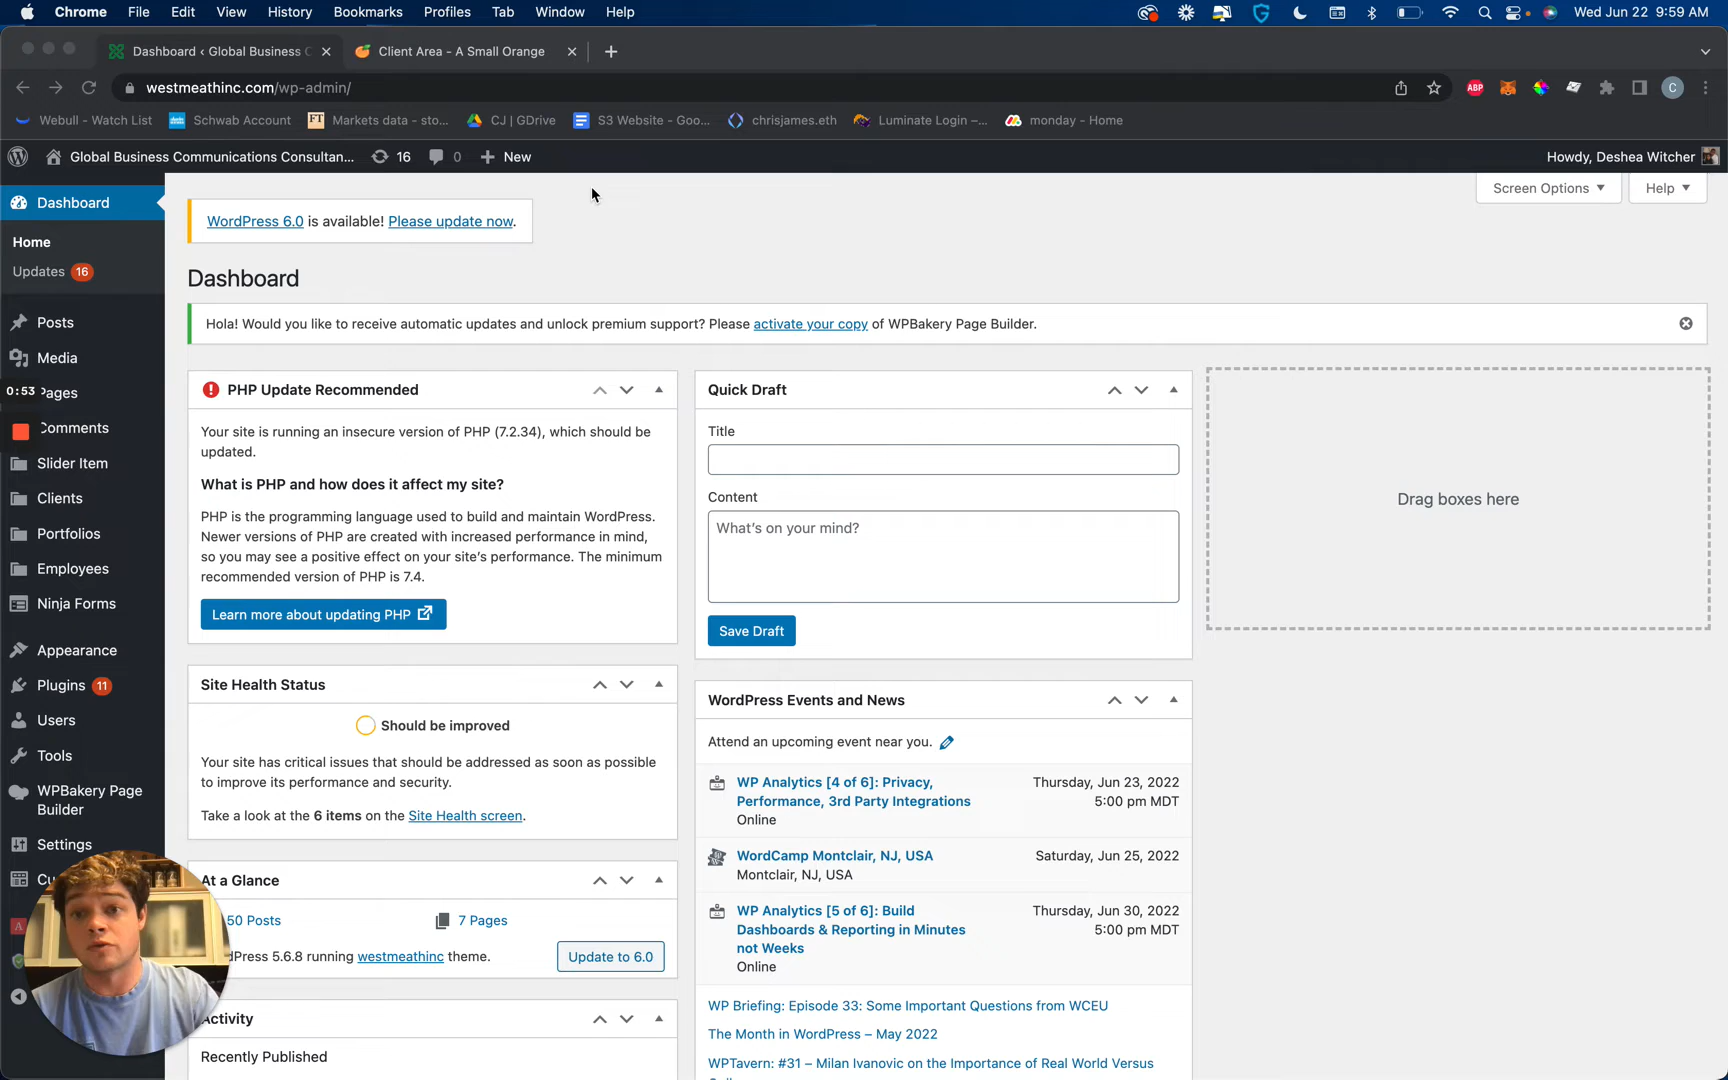 Chrome File Edit View History Bookmarks Profiles Tab Window Help Wed Jun 22 9:59 AM
Dashboard ‹ Global Business C Client Area - A Small Orange
westmeathinc.com/wp-admin/ ABP C
Webull - Watch List Schwab Account FT Markets data - sto... CJ | GDrive S3 Website - Goo... chrisjames.eth Luminate Login –... monday - Home
Global Business Communications Consultan... 16 0 + New Howdy, Deshea Witcher
Dashboard
Home
Updates 16
Posts
Media
0:53 Pages
Comments
Slider Item
Clients
Portfolios
Employees
Ninja Forms
Appearance
Plugins 11
Users
Tools
WPBakery Page
Builder
Settings
Cu
Screen Options ▼ Help ▼
WordPress 6.0 is available! Please update now.
Dashboard
Hola! Would you like to receive automatic updates and unlock premium support? Please activate your copy of WPBakery Page Builder.
PHP Update Recommended
Your site is running an insecure version of PHP (7.2.34), which should be
updated.
What is PHP and how does it affect my site?
PHP is the programming language used to build and maintain WordPress.
Newer versions of PHP are created with increased performance in mind,
so you may see a positive effect on your site's performance. The minimum
recommended version of PHP is 7.4.
Learn more about updating PHP
Site Health Status
Should be improved
Your site has critical issues that should be addressed as soon as possible
to improve its performance and security.
Take a look at the 6 items on the Site Health screen.
At a Glance
50 Posts 7 Pages
dPress 5.6.8 running westmeathinc theme. Update to 6.0
Activity
Recently Published
Quick Draft
Title
Content
What's on your mind?
Save Draft
WordPress Events and News
Attend an upcoming event near you.
WP Analytics [4 of 6]: Privacy, Thursday, Jun 23, 2022
Performance, 3rd Party Integrations 5:00 pm MDT
Online
WordCamp Montclair, NJ, USA Saturday, Jun 25, 2022
Montclair, NJ, USA
WP Analytics [5 of 6]: Build Thursday, Jun 30, 2022
Dashboards & Reporting in Minutes 5:00 pm MDT
not Weeks
Online
WP Briefing: Episode 33: Some Important Questions from WCEU
The Month in WordPress – May 2022
WPTavern: #31 – Milan Ivanovic on the Importance of Real World Versus
Drag boxes here